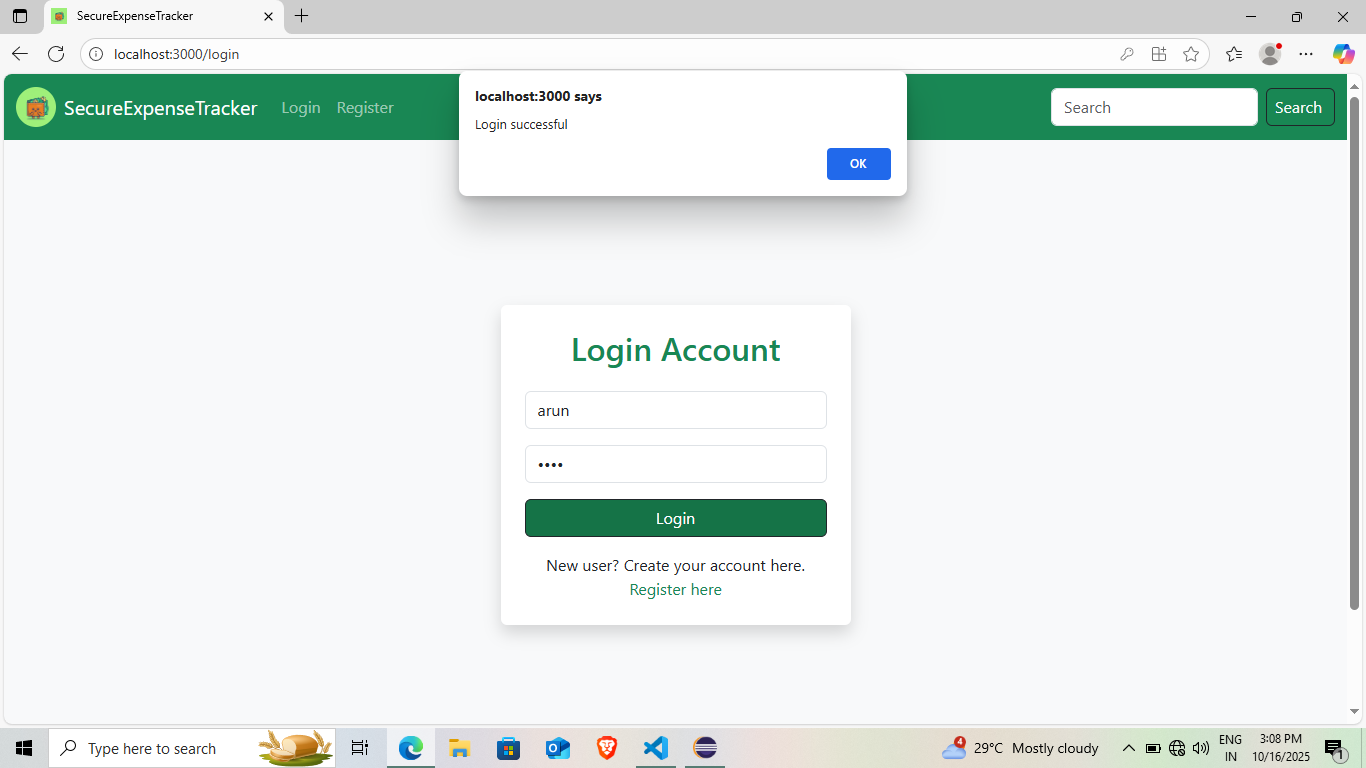 SecureExpenseTracker
localhost:3000/login
SecureExpenseTracker Login Register Search Search
localhost:3000 says
Login successful
OK
Login Account
arun
••••
Login
New user? Create your account here.
Register here
Type here to search
29°C Mostly cloudy
4
ENG
IN
3:08 PM
10/16/2025
1